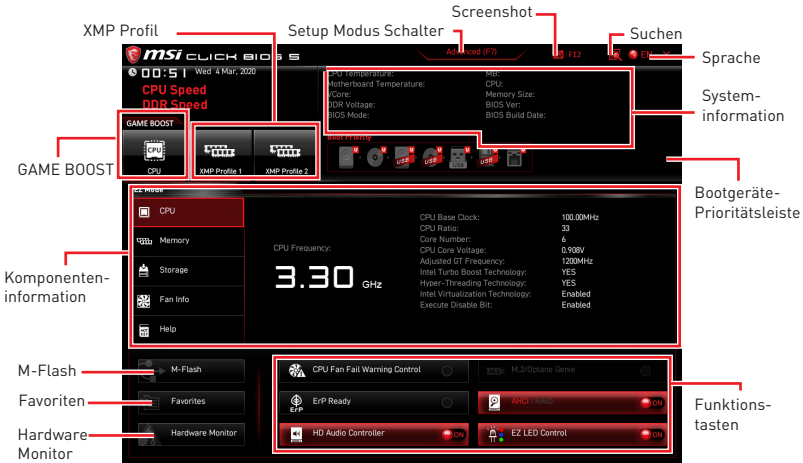 Screenshot
XMP Profil
Setup Modus Schalter
Suchen
msi CLICK BIOS 5
Advanced (F7)
F12
EN
X
Sprache
00:51 Wed 4 Mar, 2020
CPU Speed
DDR Speed
CPU Temperature:
Motherboard Temperature:
VCore:
DDR Voltage:
BIOS Mode:
MB:
CPU:
Memory Size:
BIOS Ver:
BIOS Build Date:
System-
information
GAME BOOST
CPU
CPU
XMP Profile 1
XMP Profile 2
GAME BOOST
Boot Priority
U
U
U
USB
U
USB
U
USB
U
USB
U
U
Bootgeräte-
Prioritätsleiste
EZ Mode
CPU
Memory
Storage
Fan Info
Help
Komponenten-
information
CPU Frequency:
3.30 GHz
CPU Base Clock: 100.00MHz
CPU Ratio: 33
Core Number: 6
CPU Core Voltage: 0.908V
Adjusted GT Frequency: 1200MHz
Intel Turbo Boost Technology: YES
Hyper-Threading Technology: YES
Intel Virtualization Technology: Enabled
Execute Disable Bit: Enabled
M-Flash
Favoriten
Hardware
Monitor
M-Flash
Favorites
Hardware Monitor
CPU Fan Fail Warning Control
M.2/Optane Genie
ErP
ErP Ready
AHCI /RAID
ON
HD Audio Controller
ON
EZ LED Control
ON
Funktions-
tasten